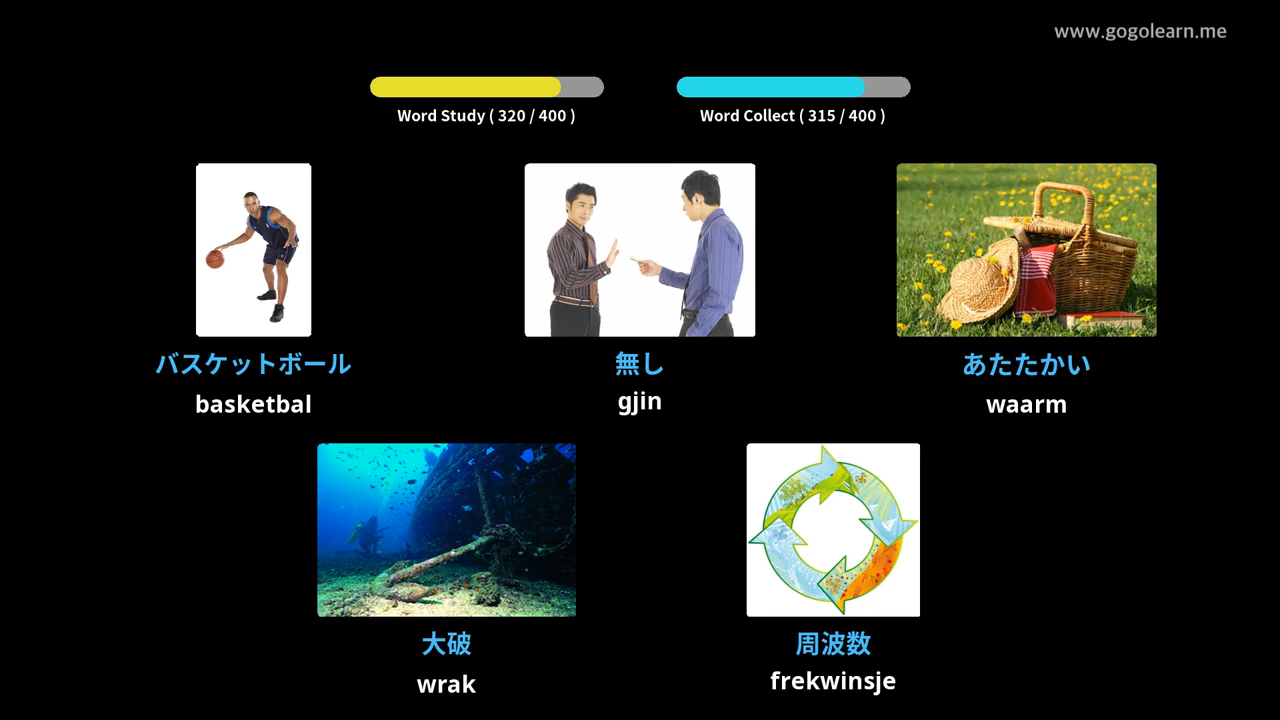 www.gogolearn.me
Word Study ( 320 / 400 )
Word Collect ( 315 / 400 )
バスケットボール
basketbal
無し
gjin
あたたかい
waarm
大破
wrak
周波数
frekwinsje